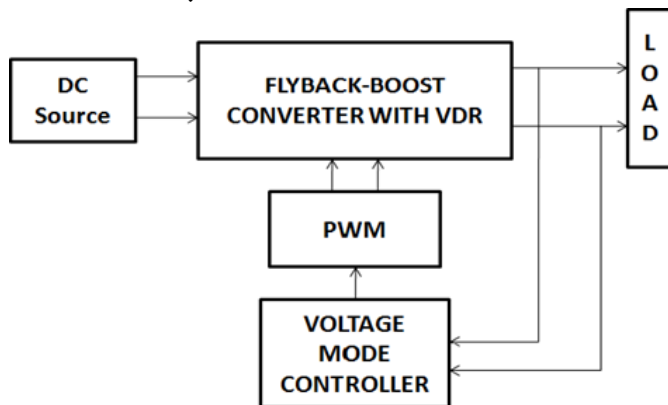 DC
Source
FLYBACK-BOOST
CONVERTER WITH VDR
L
O
A
D
PWM
VOLTAGE
MODE
CONTROLLER